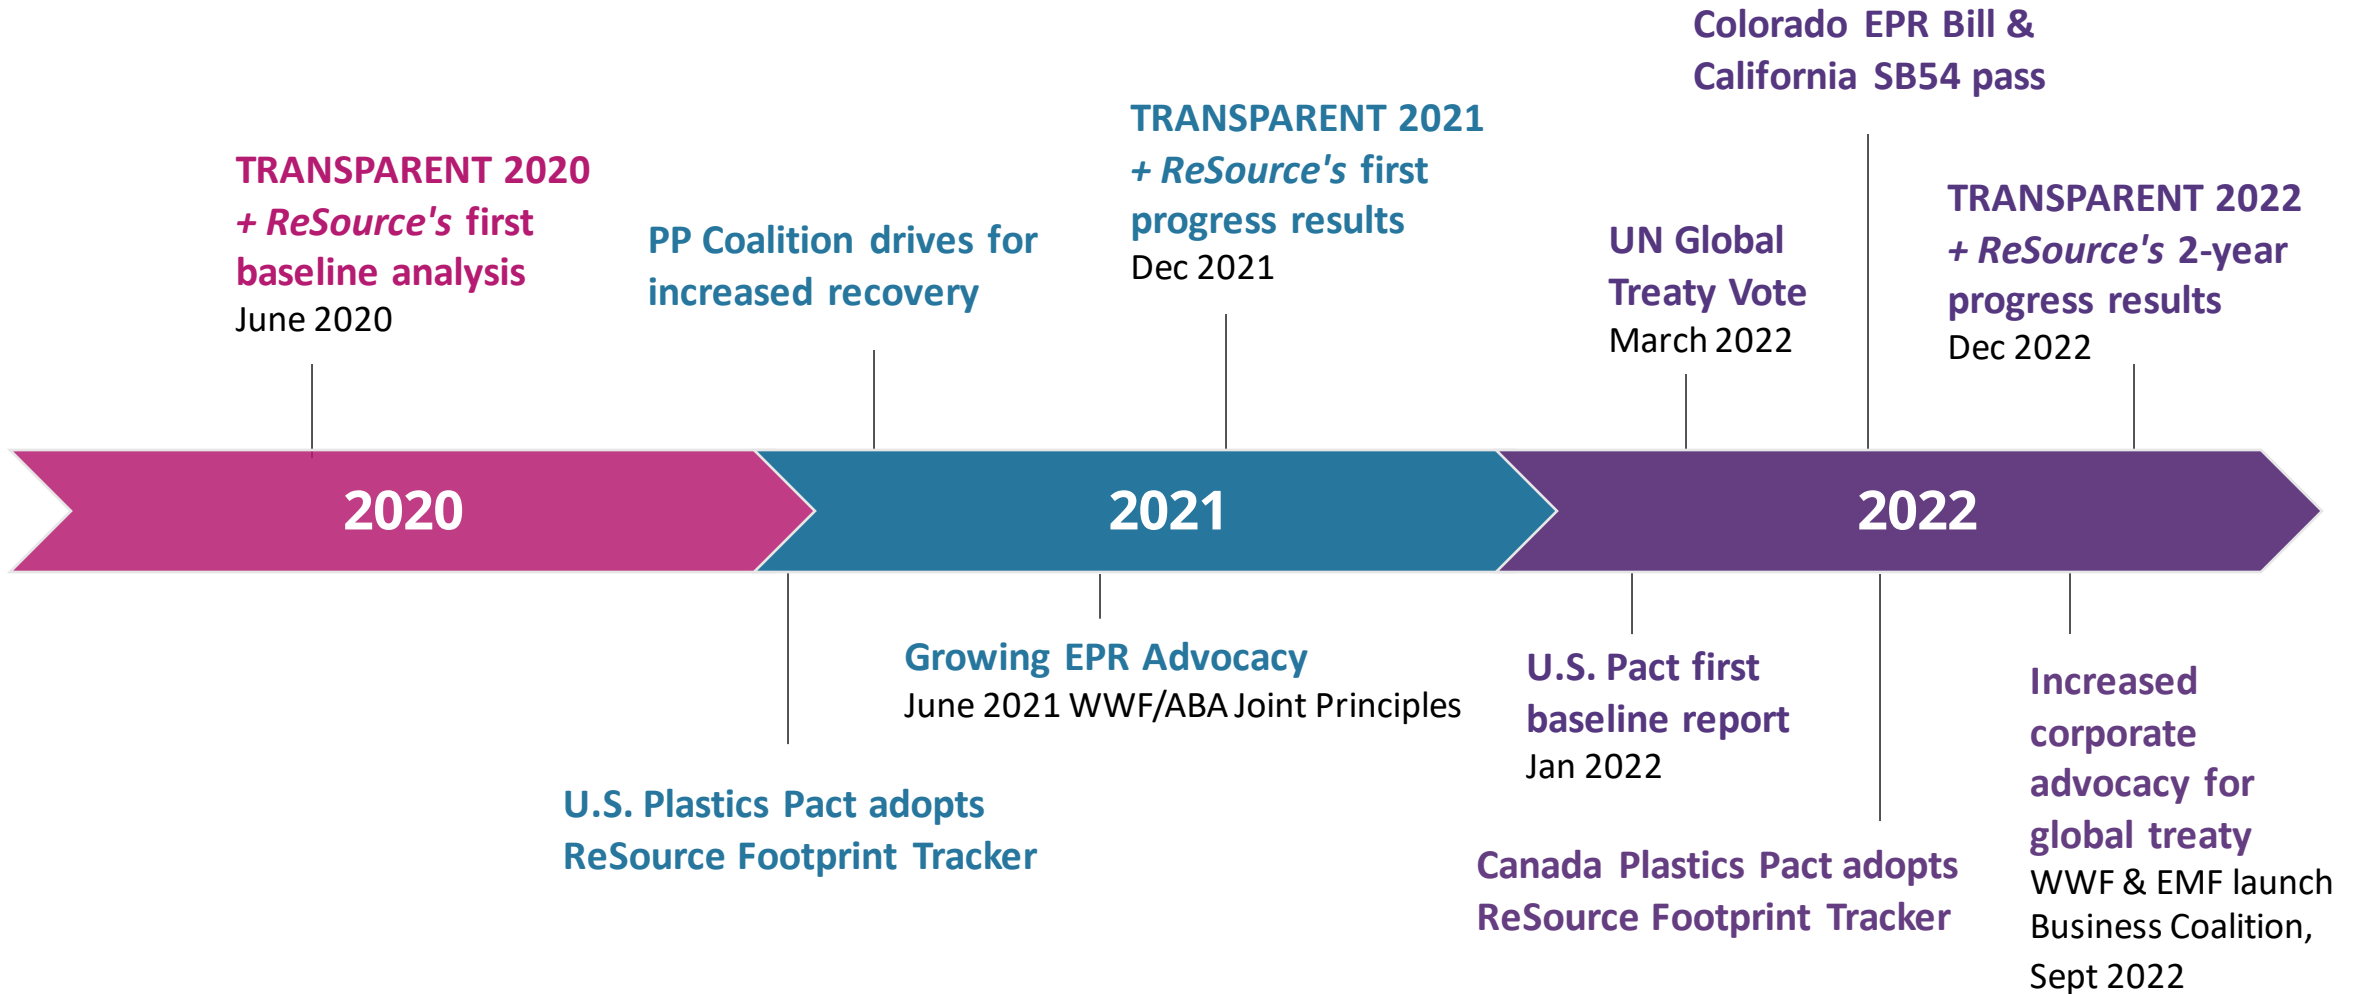 Colorado EPR Bill &
California SB54 pass
TRANSPARENT 2020
+ ReSource's first
baseline analysis
June 2020
PP Coalition drives for
increased recovery
TRANSPARENT 2021
+ ReSource's first
progress results
Dec 2021
UN Global
Treaty Vote
March 2022
TRANSPARENT 2022
+ ReSource's 2-year
progress results
Dec 2022
2020
2021
2022
U.S. Plastics Pact adopts
ReSource Footprint Tracker
Growing EPR Advocacy
June 2021 WWF/ABA Joint Principles
U.S. Pact first
baseline report
Jan 2022
Canada Plastics Pact adopts
ReSource Footprint Tracker
Increased
corporate
advocacy for
global treaty
WWF & EMF launch
Business Coalition,
Sept 2022